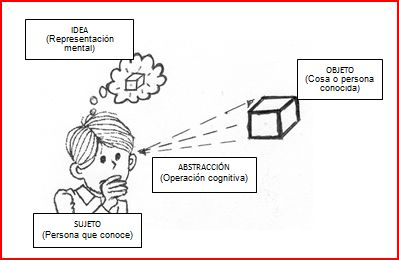 IDEA
(Representación
mental)
OBJETO
(Cosa o persona
conocida)
ABSTRACCIÓN
(Operación cognitiva)
SUJETO
(Persona que conoce)